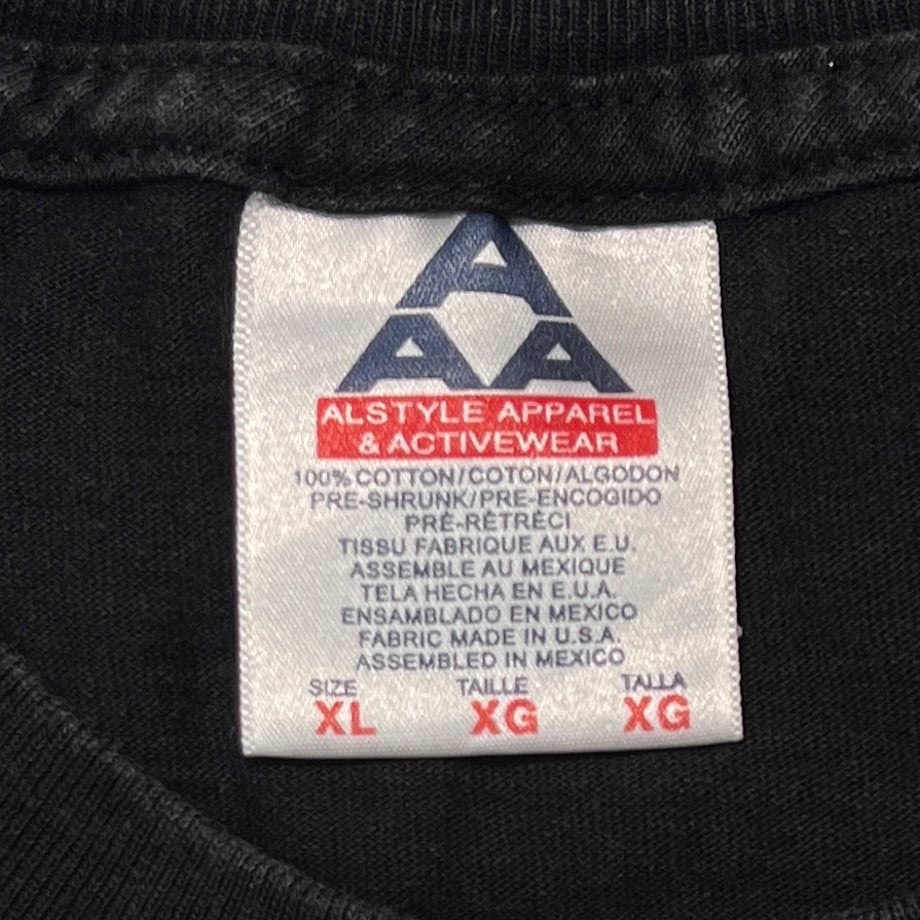 A
A A
ALSTYLE APPAREL
& ACTIVEWEAR
100% COTTON/COTON/ALGODON
PRE-SHRUNK/PRE-ENCOGIDO
PRÉ-RÉTRÉCI
TISSU FABRIQUE AUX E.U.
ASSEMBLE AU MEXIQUE
TELA HECHA EN E.U.A.
ENSAMBLADO EN MEXICO
FABRIC MADE IN U.S.A.
ASSEMBLED IN MEXICO
SIZE TAILLE TALLA
XL XG XG